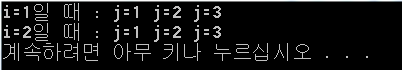 i=1일 때 : j=1 j=2 j=3
i=2일 때 : j=1 j=2 j=3
계속하려면 아무 키나 누르십시오 . . .